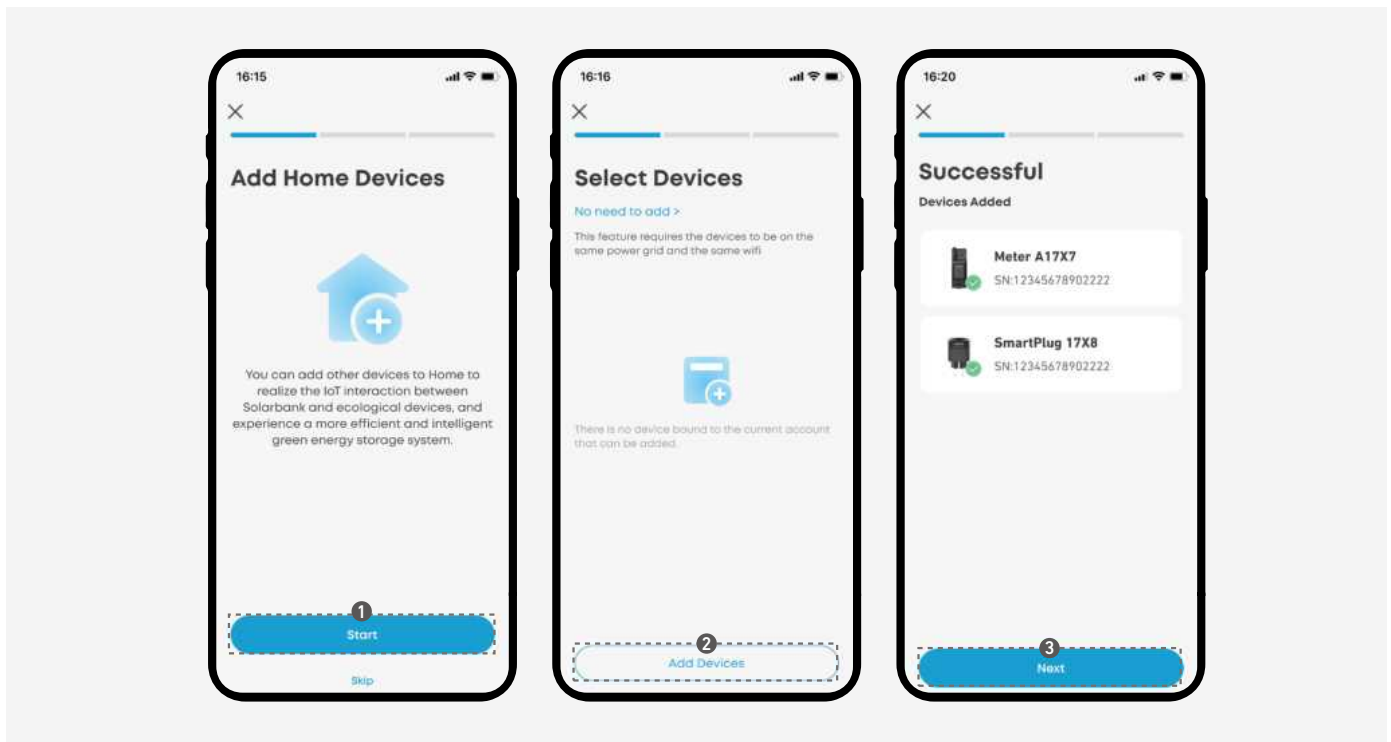 16:15
Add Home Devices
You can add other devices to Home to
realize the IoT interaction between
Solarbank and ecological devices, and
experience a more efficient and intelligent
green energy storage system.
1
Start
Skip
16:16
Select Devices
No need to add >
This feature requires the devices to be on the
same power grid and the same wifi
There is no device bound to the current account
that can be added.
2
Add Devices
16:20
Successful
Devices Added
Meter A17X7
SN:12345678902222
SmartPlug 17X8
SN:12345678902222
3
Next